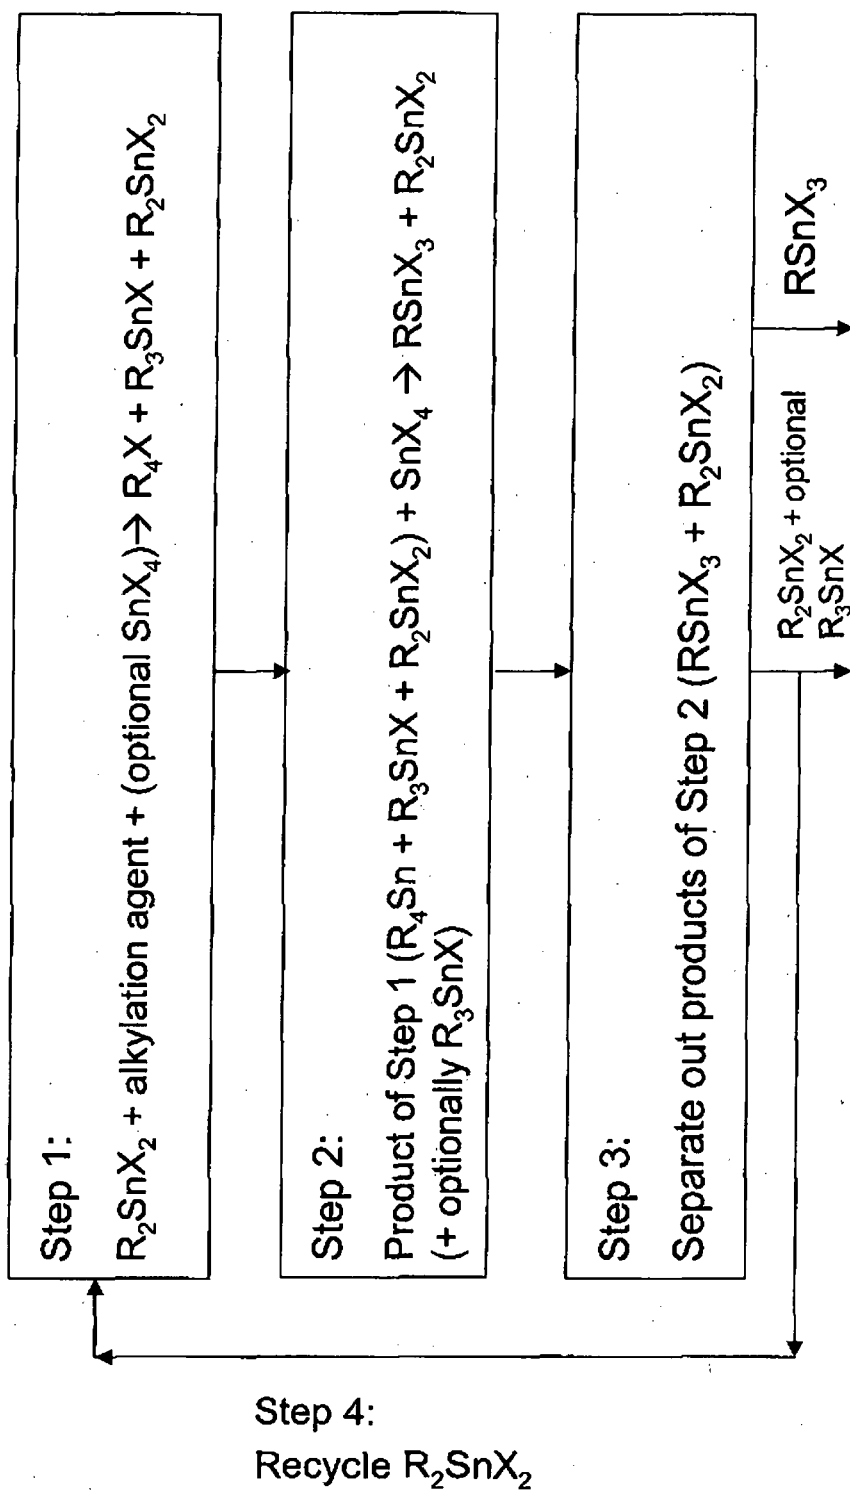 Step 1:
R₂SnX₂ + alkylation agent + (optional SnX₄)→ R₄X + R₃SnX + R₂SnX₂
Step 2:
Product of Step 1 (R₄Sn + R₃SnX + R₂SnX₂) + SnX₄ → RSnX₃ + R₂SnX₂
(+ optionally R₃SnX)
Step 3:
Separate out products of Step 2 (RSnX₃ + R₂SnX₂)
R₂SnX₂ + optional
R₃SnX
RSnX₃
Step 4:
Recycle R₂SnX₂